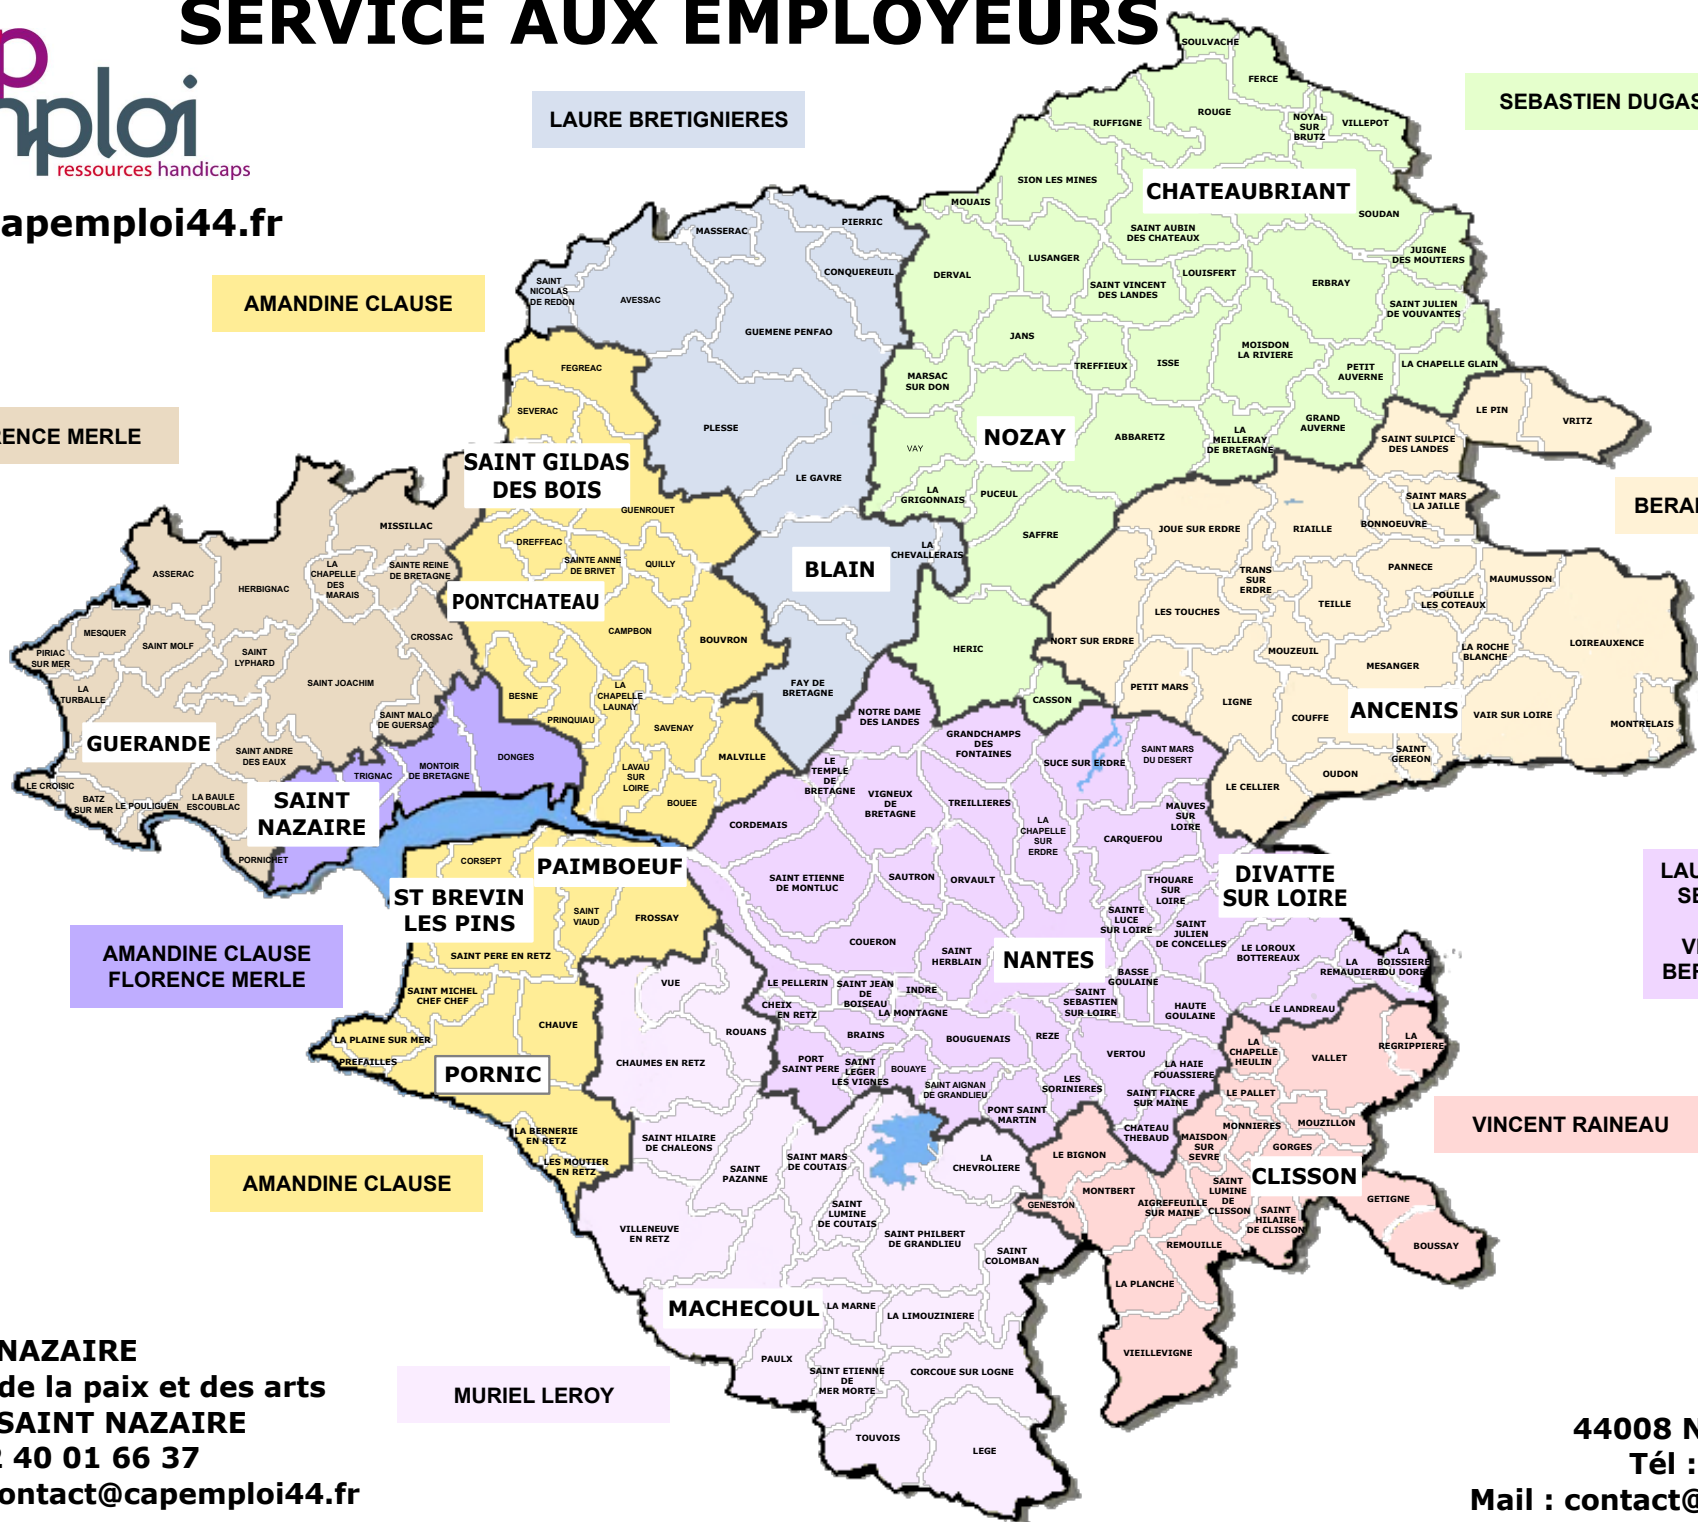 SERVICE AUX EMPLOYEURS
ressources handicaps
apemploi44.fr
LAURE BRETIGNIERES
SEBASTIEN DUGAS
AMANDINE CLAUSE
RENCE MERLE
AMANDINE CLAUSE
FLORENCE MERLE
AMANDINE CLAUSE
MURIEL LEROY
VINCENT RAINEAU
SOULVACHE
FERCE
ROUGE
RUFFIGNE
NOYAL
SUR
BRUTZ
VILLEPOT
SION LES MINES
CHATEAUBRIANT
MOUAIS
SOUDAN
SAINT AUBIN
DES CHATEAUX
JUIGNE
DES MOUTIERS
LUSANGER
DERVAL
LOUISFERT
ERBRAY
SAINT VINCENT
DES LANDES
SAINT JULIEN
DE VOUVANTES
JANS
MOISDON
LA RIVIERE
TREFFIEUX
ISSE
PETIT
AUVERNE
LA CHAPELLE GLAIN
MARSAC
SUR DON
GRAND
AUVERNE
NOZAY
ABBARETZ
LA
MEILLERAY
DE BRETAGNE
VAY
LA
GRIGONNAIS
PUCEUL
SAFFRE
HERIC
CASSON
PIERRIC
MASSERAC
CONQUEREUIL
SAINT
NICOLAS
DE REDON
AVESSAC
GUEMENE PENFAO
PLESSE
LE GAVRE
BLAIN
LA
CHEVALLERAIS
FAY DE
BRETAGNE
FEGREAC
SEVERAC
SAINT GILDAS
DES BOIS
GUENROUET
DREFFEAC
SAINTE ANNE
DE BRIVET
QUILLY
PONTCHATEAU
CAMPBON
BOUVRON
BESNE
LA
CHAPELLE
LAUNAY
PRINQUIAU
SAVENAY
MALVILLE
LAVAU
SUR
LOIRE
BOUEE
MISSILLAC
ASSERAC
HERBIGNAC
LA
CHAPELLE
DES
MARAIS
SAINTE REINE
DE BRETAGNE
MESQUER
PIRIAC
SUR MER
SAINT MOLF
SAINT
LYPHARD
CROSSAC
LA
TURBALLE
SAINT JOACHIM
SAINT MALO
DE GUERSAC
GUERANDE
SAINT ANDRE
DES EAUX
LE CROISIC
BATZ
SUR MER
LE POULIGUEN
LA BAULE
ESCOUBLAC
PORNICHET
SAINT
NAZAIRE
TRIGNAC
MONTOIR
DE BRETAGNE
DONGES
LE PIN
VRITZ
SAINT SULPICE
DES LANDES
SAINT MARS
LA JAILLE
BONNOEUVRE
JOUE SUR ERDRE
RIAILLE
BERA
PANNECE
MAUMUSSON
TRANS
SUR
ERDRE
POUILLE
LES COTEAUX
TEILLE
LES TOUCHES
NORT SUR ERDRE
MOUZEUIL
MESANGER
LA ROCHE
BLANCHE
LOIREAUXENCE
PETIT MARS
LIGNE
COUFFE
ANCENIS
VAIR SUR LOIRE
MONTRELAIS
SAINT
GEREON
OUDON
LE CELLIER
NOTRE DAME
DES LANDES
GRANDCHAMPS
DES
FONTAINES
SUCE SUR ERDRE
SAINT MARS
DU DESERT
LE
TEMPLE
DE
BRETAGNE
VIGNEUX
DE
BRETAGNE
TREILLIERES
MAUVES
SUR
LOIRE
CORDEMAIS
LA
CHAPELLE
SUR
ERDRE
CARQUEFOU
SAINT ETIENNE
DE MONTLUC
SAUTRON
ORVAULT
THOUARE
SUR
LOIRE
DIVATTE
SUR LOIRE
SAINTE
LUCE
SUR LOIRE
SAINT
JULIEN
DE CONCELLES
COUERON
SAINT
HERBLAIN
NANTES
LE LOROUX
BOTTEREAUX
LA
REMAUDIERE
LA
BOISSIERE
DU DORE
BASSE
GOULAINE
LE PELLERIN
SAINT JEAN
DE
BOISEAU
INDRE
SAINT
SEBASTIEN
SUR LOIRE
CHEIX
EN RETZ
LA MONTAGNE
HAUTE
GOULAINE
LE LANDREAU
BRAINS
BOUGUENAIS
REZE
VERTOU
PORT
SAINT PERE
SAINT
LEGER
LES VIGNES
BOUAYE
SAINT AIGNAN
DE GRANDLIEU
LES
SORINIERES
LA HAIE
FOUASSIERE
SAINT FIACRE
SUR MAINE
PONT SAINT
MARTIN
CHATEAU
THEBAUD
LAU
SE
VI
BER
CORSEPT
PAIMBOEUF
ST BREVIN
LES PINS
SAINT
VIAUD
FROSSAY
SAINT PERE EN RETZ
SAINT MICHEL
CHEF CHEF
CHAUVE
LA PLAINE SUR MER
PREFAILLES
PORNIC
LA BERNERIE
EN RETZ
LES MOUTIER
EN RETZ
VUE
ROUANS
CHAUMES EN RETZ
SAINT HILAIRE
DE CHALEONS
SAINT
PAZANNE
SAINT MARS
DE COUTAIS
LA
CHEVROLIERE
SAINT
LUMINE
DE COUTAIS
VILLENEUVE
EN RETZ
SAINT PHILBERT
DE GRANDLIEU
SAINT
COLOMBAN
MACHECOUL
LA MARNE
LA LIMOUZINIERE
PAULX
SAINT ETIENNE
DE
MER MORTE
CORCOUE SUR LOGNE
TOUVOIS
LEGE
LA
CHAPELLE
HEULIN
VALLET
LA
REGRIPPIERE
LE PALLET
MONNIERES
MOUZILLON
MAISDON
SUR
SEVRE
GORGES
LE BIGNON
CLISSON
MONTBERT
GENESTON
AIGREFEUILLE
SUR MAINE
SAINT
LUMINE
DE
CLISSON
SAINT
HILAIRE
DE CLISSON
GETIGNE
BOUSSAY
REMOUILLE
LA PLANCHE
VIEILLEVIGNE
NAZAIRE
de la paix et des arts
SAINT NAZAIRE
2 40 01 66 37
ontact@capemploi44.fr
44008 N
Tél :
Mail : contact@